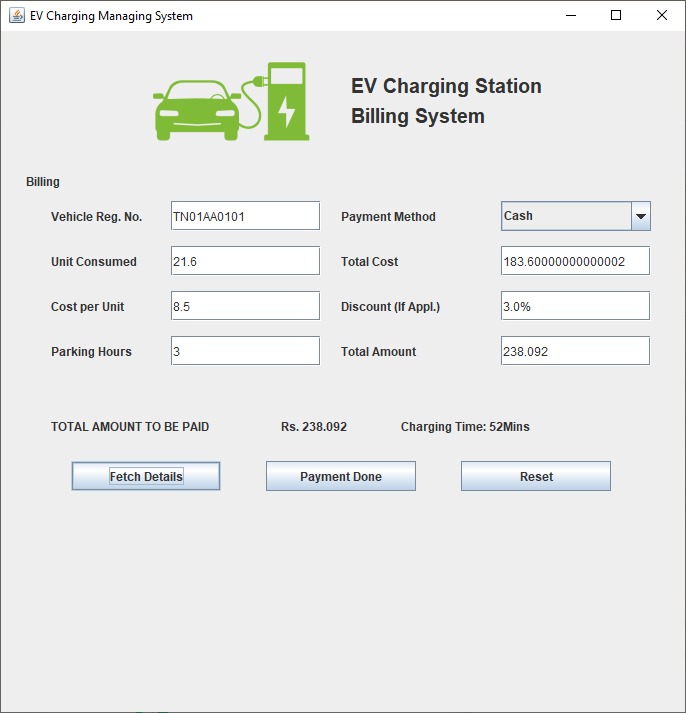 EV Charging Managing System
EV Charging Station
Billing System
Billing
Vehicle Reg. No. TN01AA0101 Payment Method Cash
Unit Consumed 21.6 Total Cost 183.60000000000002
Cost per Unit 8.5 Discount (If Appl.) 3.0%
Parking Hours 3 Total Amount 238.092
TOTAL AMOUNT TO BE PAID Rs. 238.092 Charging Time: 52Mins
Fetch Details Payment Done Reset